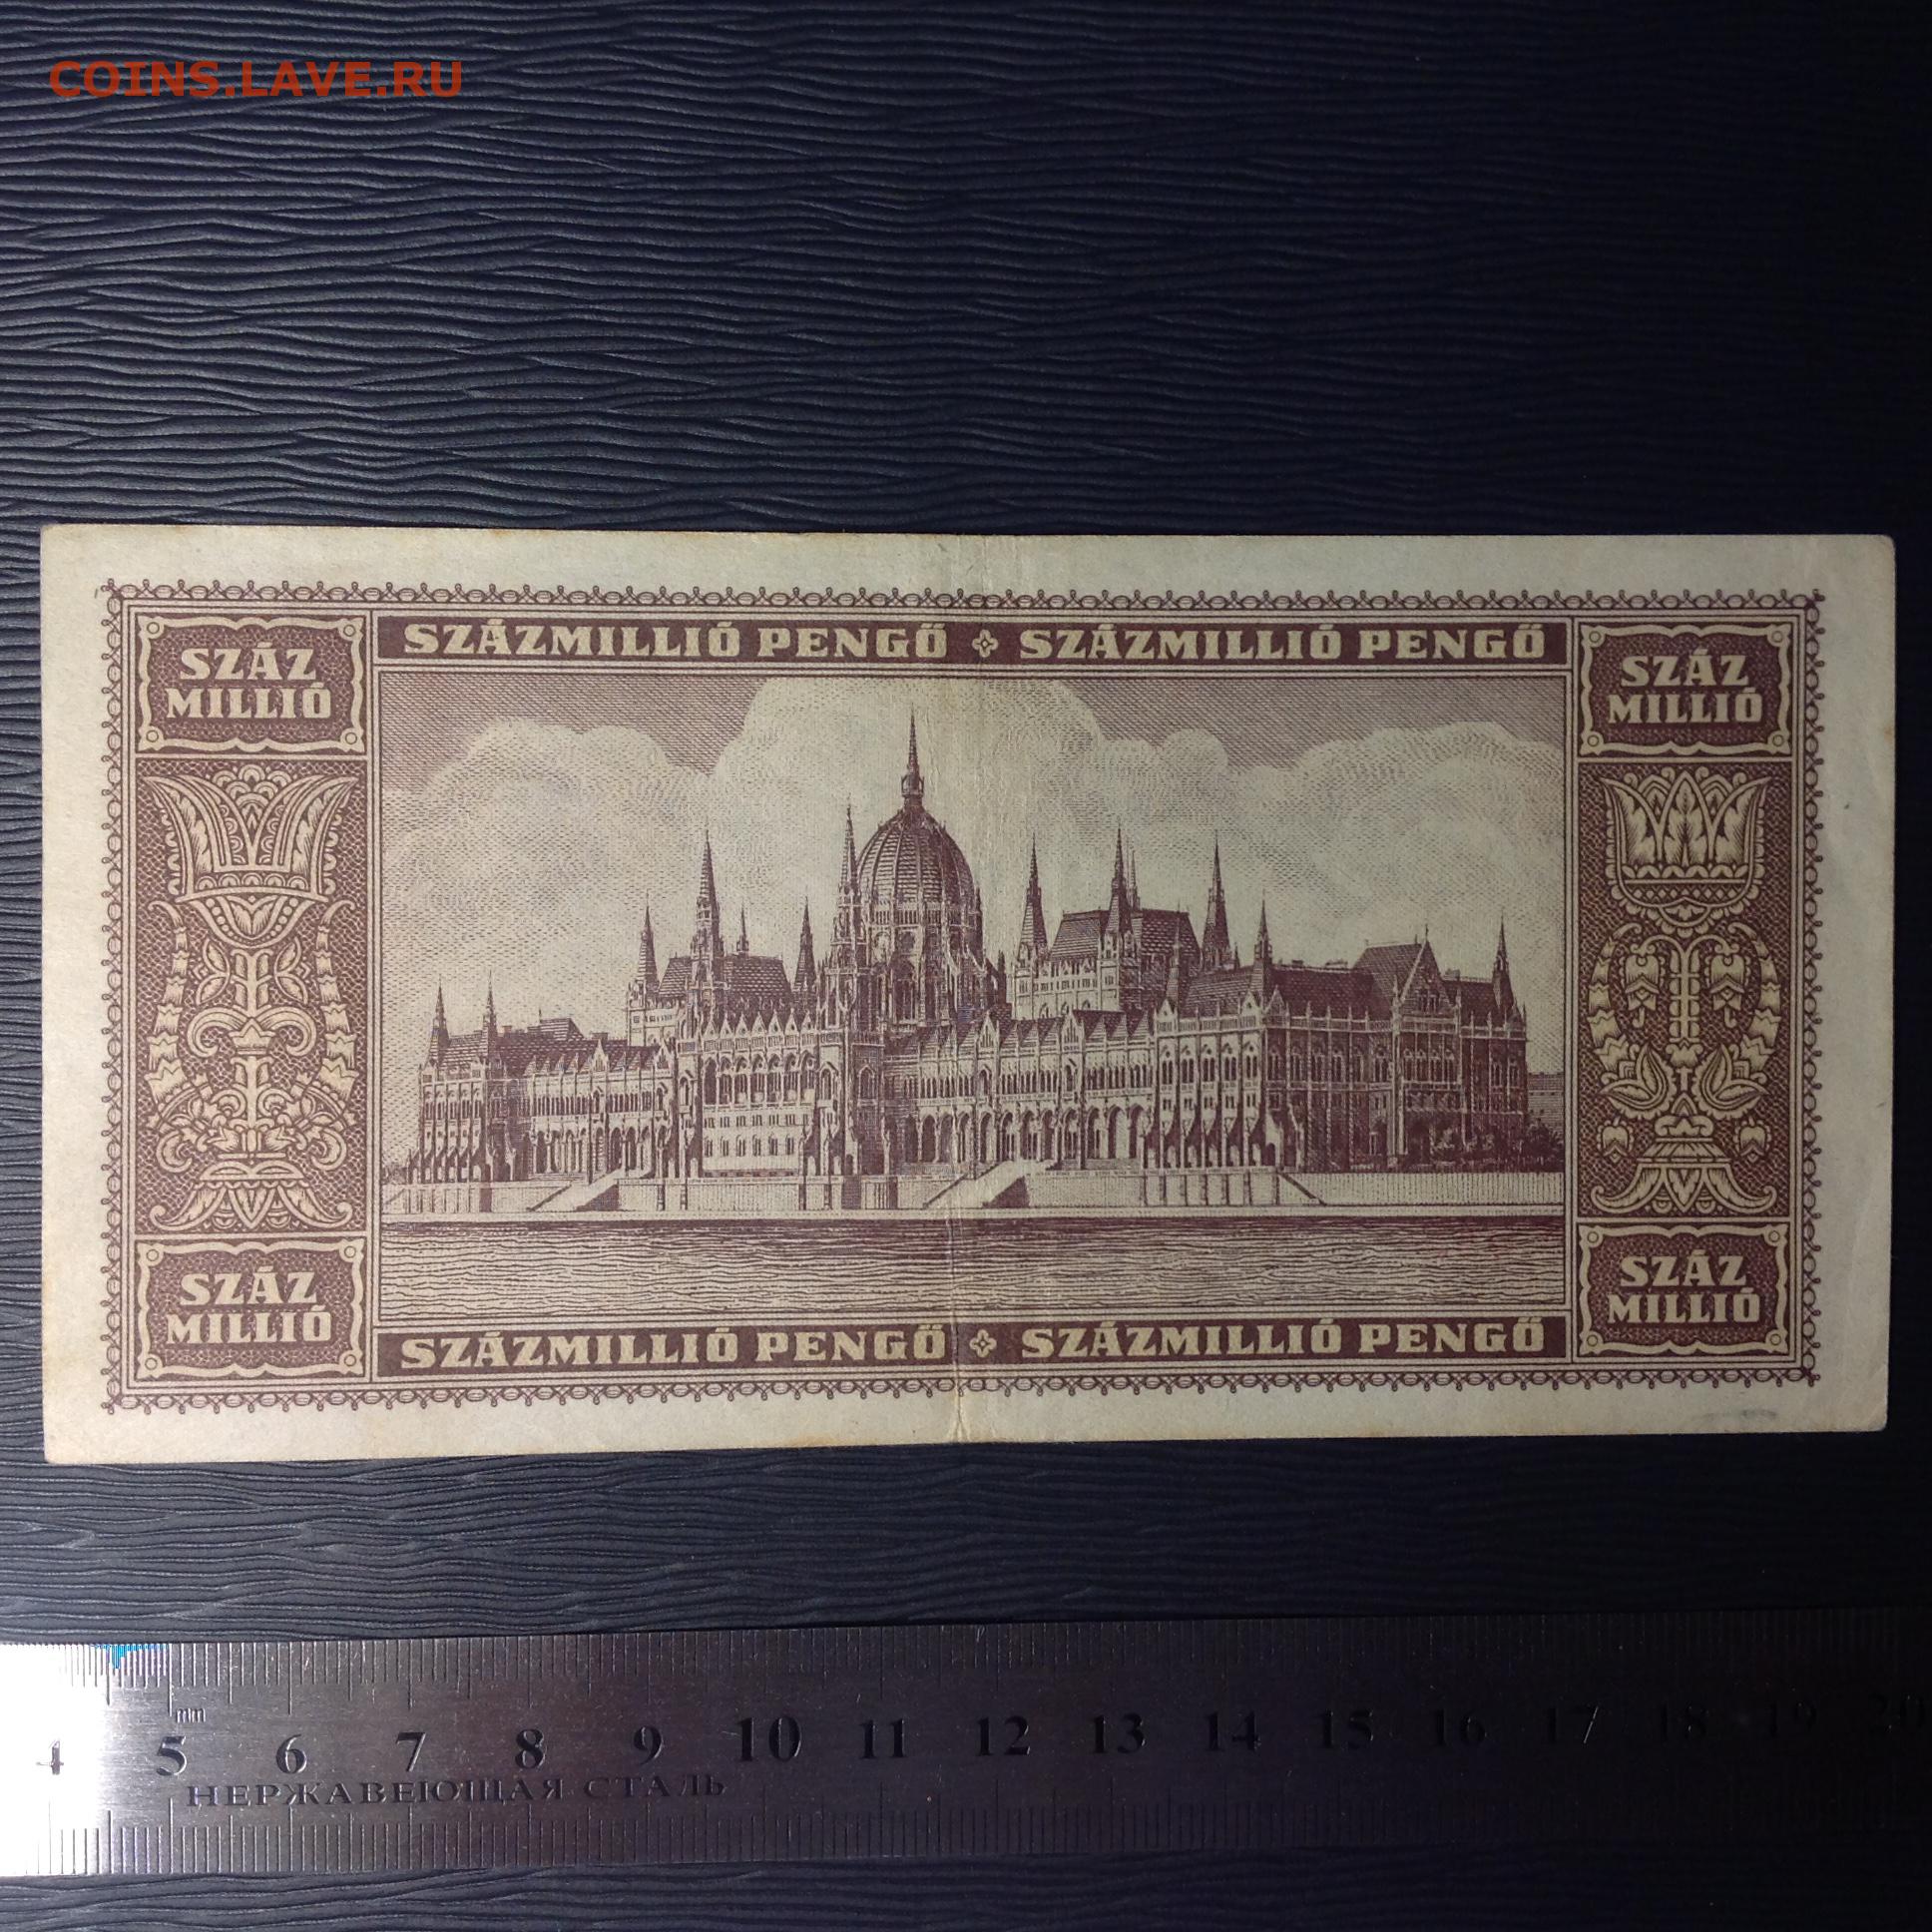 COINS.LAVE.RU
SZÁZMILLIÓ PENGŐ SZÁZMILLIÓ PENGŐ
SZÁZ
MILLIÓ
SZÁZ
MILLIÓ
SZÁZ
MILLIÓ
SZÁZ
MILLIÓ
SZÁZMILLIÓ PENGŐ SZÁZMILLIÓ PENGŐ
mm
4 5 6 7 8 9 10 11 12 13 14 15 16 17 18 19 20
НЕРЖАВЕЮЩАЯ СТАЛЬ